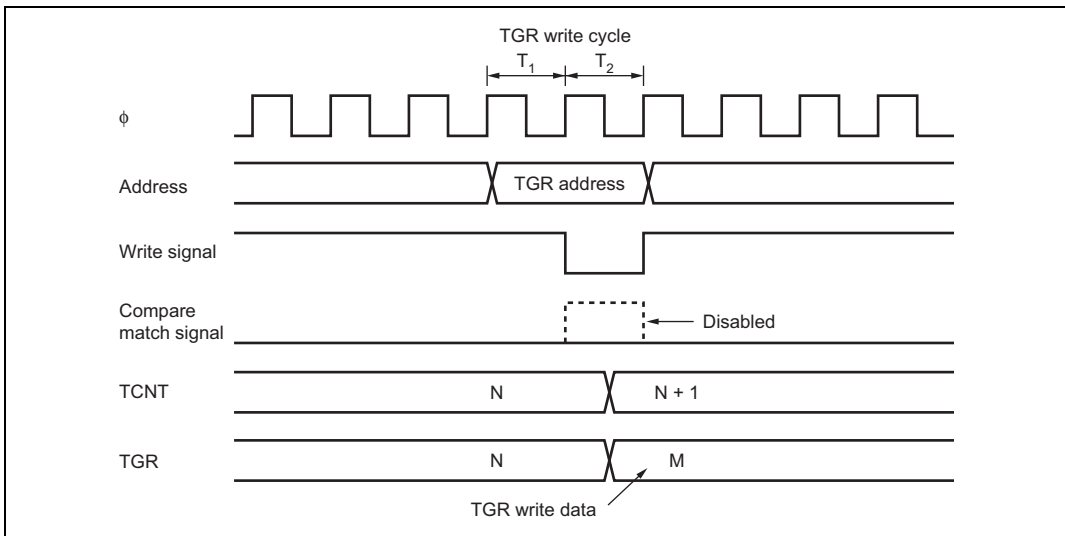 TGR write cycle
T1 T2
ϕ
Address TGR address
Write signal
Compare
match signal Disabled
TCNT N N + 1
TGR N M
TGR write data